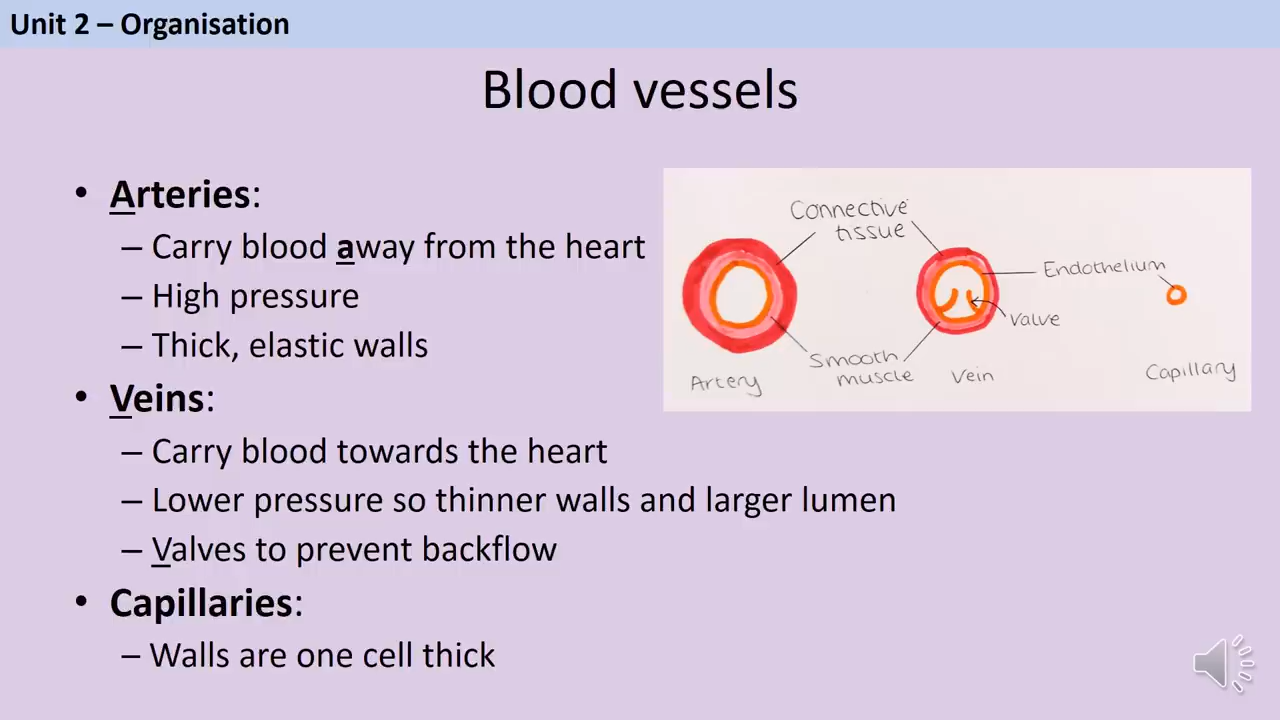 Unit 2 – Organisation
Blood vessels
• Arteries:
– Carry blood away from the heart
– High pressure
– Thick, elastic walls
• Veins:
– Carry blood towards the heart
– Lower pressure so thinner walls and larger lumen
– Valves to prevent backflow
• Capillaries:
– Walls are one cell thick
Connective
tissue
Endothelium
Valve
Smooth
muscle
Artery
Vein
Capillary